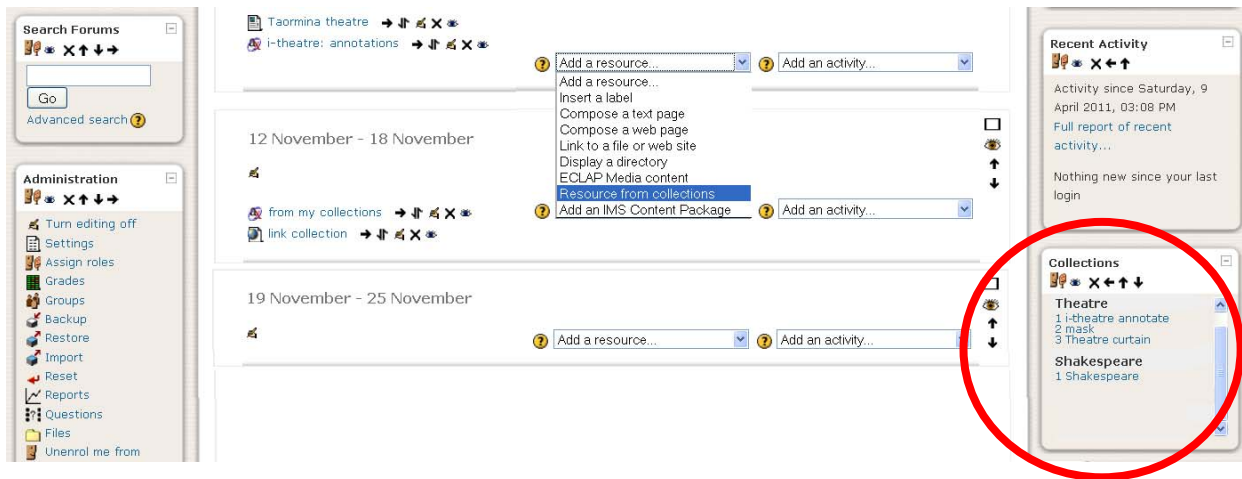 Search Forums
Go
Advanced search
Administration
Turn editing off
Settings
Assign roles
Grades
Groups
Backup
Restore
Import
Reset
Reports
Questions
Files
Unenrol me from
Taormina theatre
i-theatre: annotations
Add a resource...
Add an activity...
Add a resource...
Insert a label
Compose a text page
Compose a web page
Link to a file or web site
Display a directory
ECLAP Media content
Resource from collections
Add an IMS Content Package
12 November - 18 November
from my collections
Add an activity...
link collection
19 November - 25 November
Add a resource...
Add an activity...
Recent Activity
Activity since Saturday, 9
April 2011, 03:08 PM
Full report of recent
activity...
Nothing new since your last
login
Collections
Theatre
1 i-theatre annotate
2 mask
3 Theatre curtain
Shakespeare
1 Shakespeare